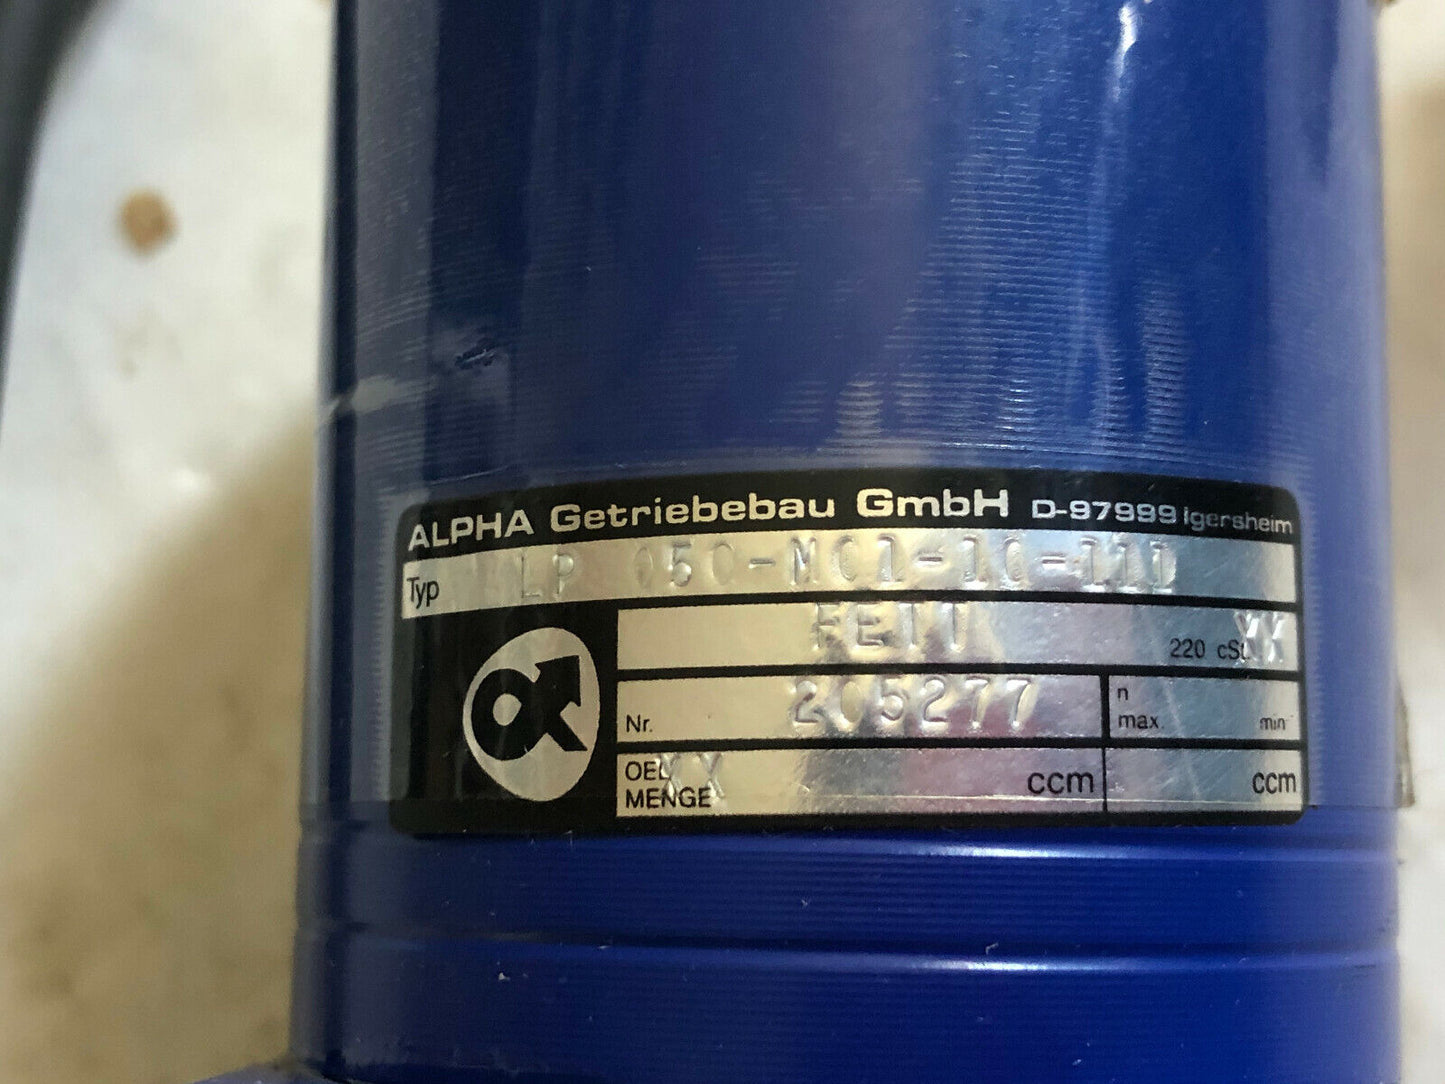 ALPHA Getriebebau GmbH D-97999 Igersheim
Typ LP 050-M01-10-111
FETT 220 cSt XX
Nr. 205277 n max. min⁻
OEL XX MENGE ccm ccm